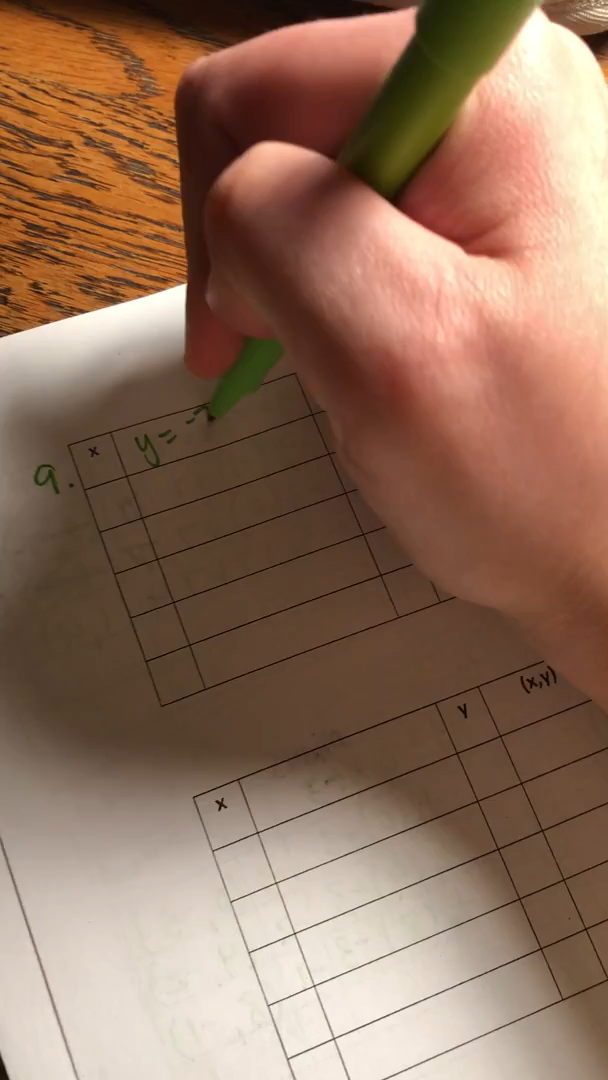 x y = -
9.
x y (x,y)